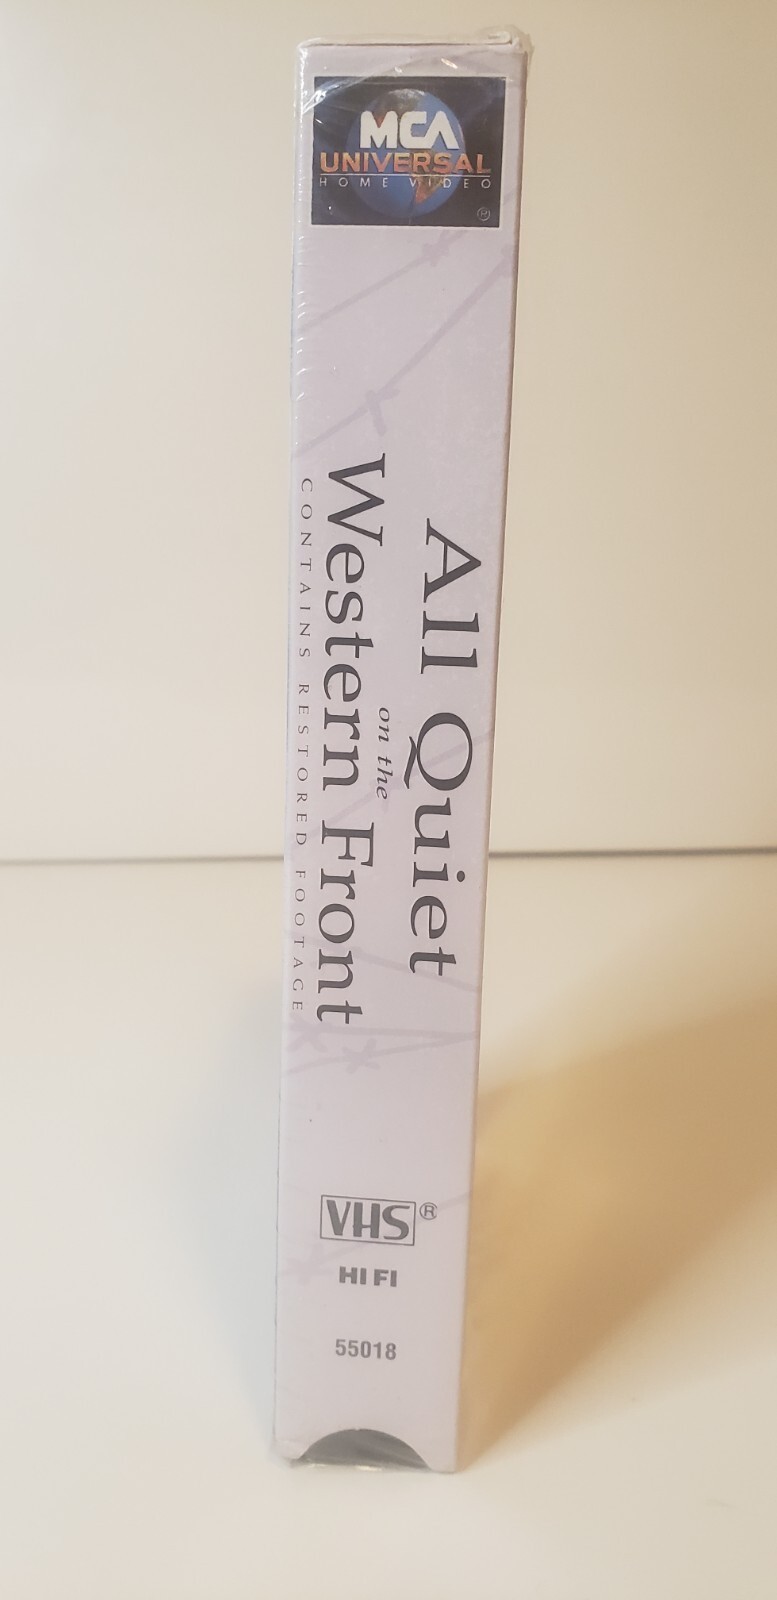 MCA
UNIVERSAL
HOME VIDEO
®
All Quiet
on the
Western Front
CONTAINS RESTORED FOOTAGE
VHS®
HI FI
55018